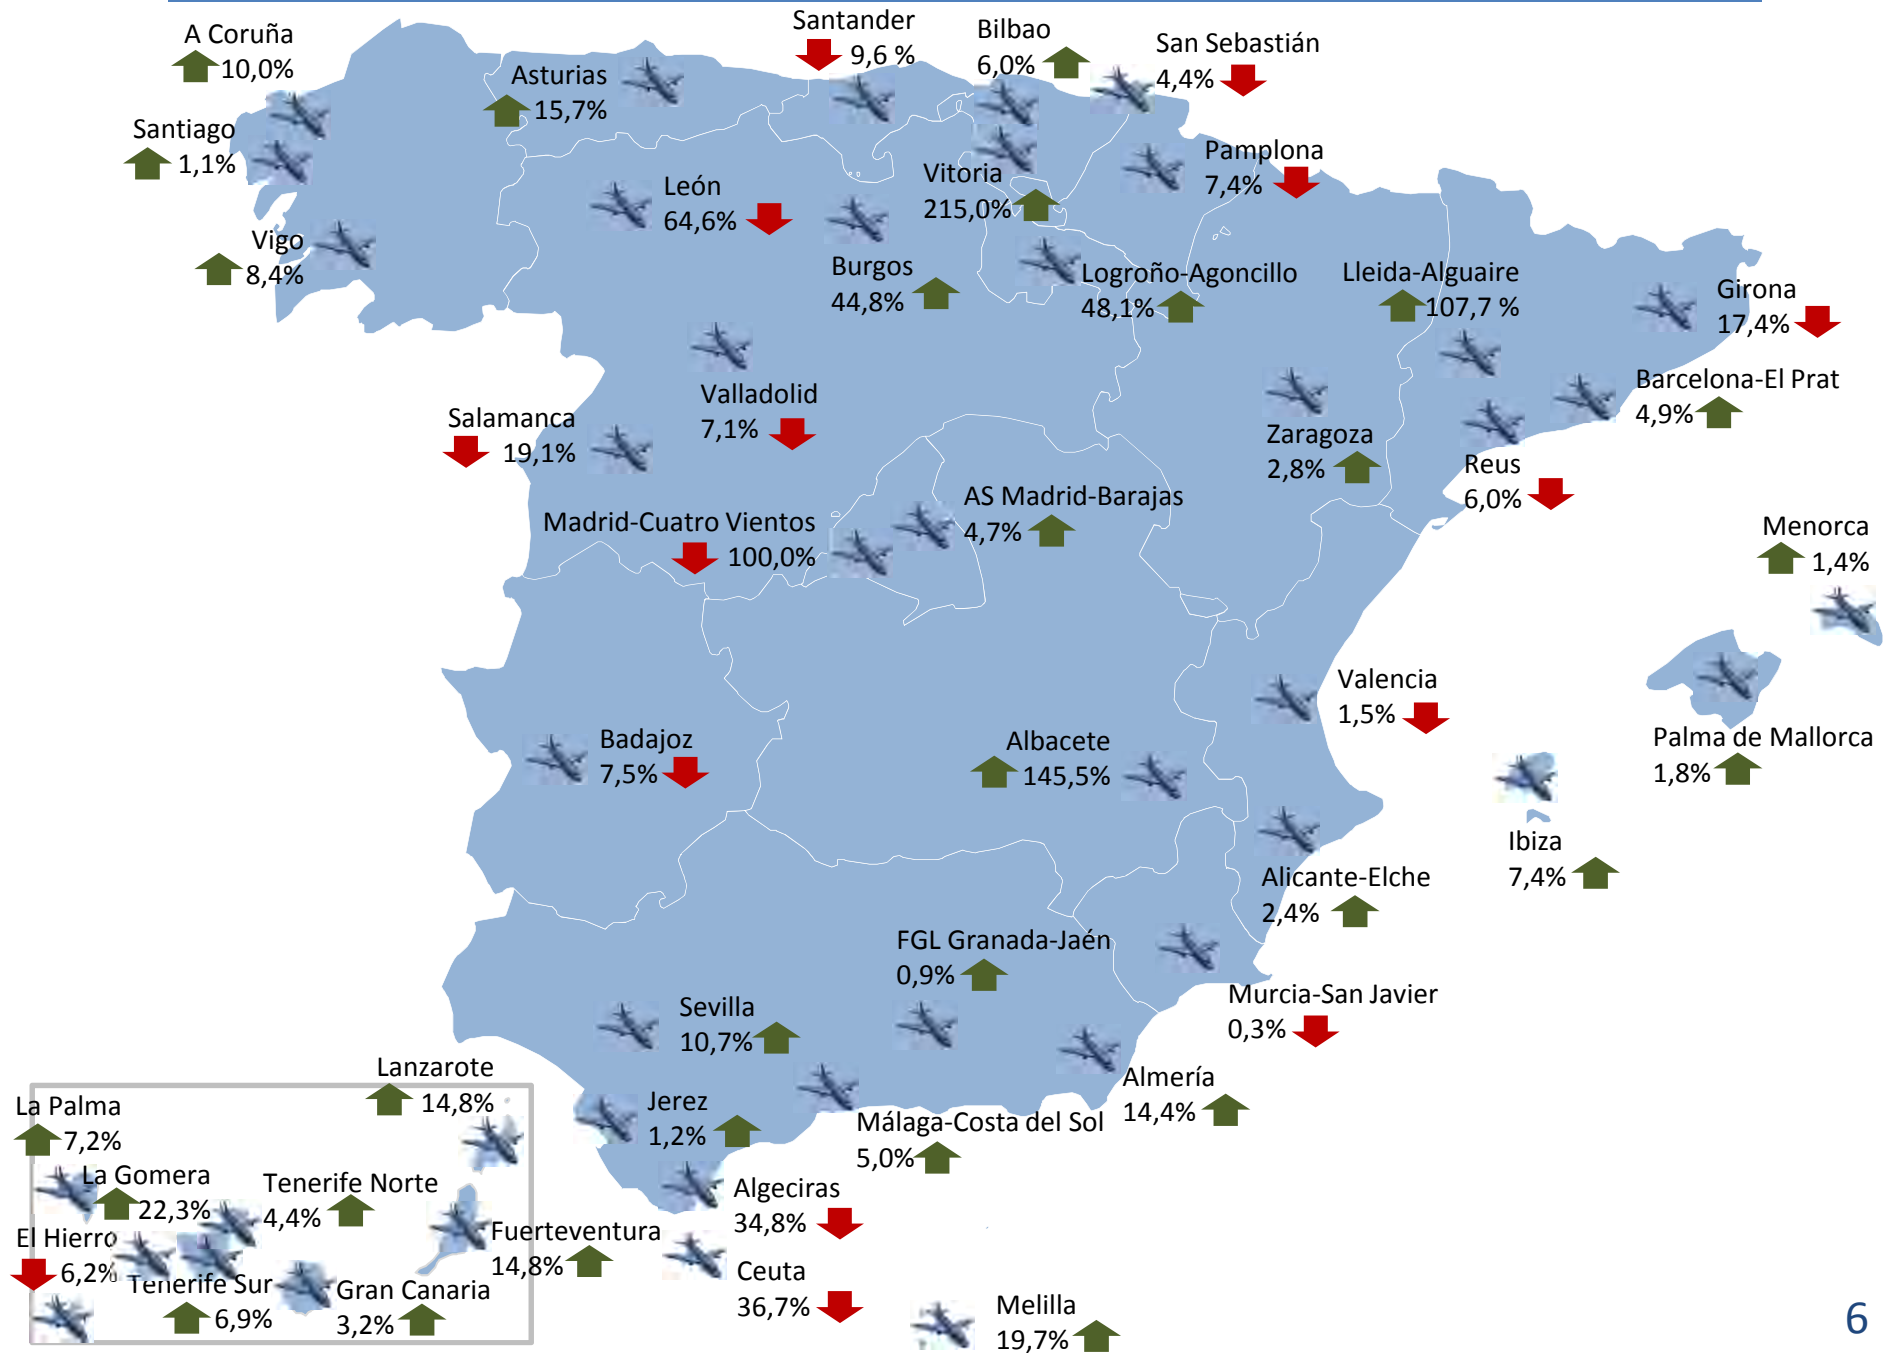 Santander
9,6 %
Bilbao
6,0%
A Coruña
10,0%
San Sebastián
4,4%
Asturias
15,7%
Santiago
1,1%
Pamplona
7,4%
León
64,6%
Vitoria
215,0%
Vigo
8,4%
Burgos
44,8%
Logroño-Agoncillo
48,1%
Lleida-Alguaire
107,7 %
Girona
17,4%
Valladolid
7,1%
Barcelona-El Prat
4,9%
Salamanca
19,1%
Zaragoza
2,8%
Reus
6,0%
AS Madrid-Barajas
4,7%
Madrid-Cuatro Vientos
100,0%
Menorca
1,4%
Valencia
1,5%
Palma de Mallorca
1,8%
Badajoz
7,5%
Albacete
145,5%
Ibiza
7,4%
Alicante-Elche
2,4%
FGL Granada-Jaén
0,9%
Murcia-San Javier
0,3%
Sevilla
10,7%
Lanzarote
14,8%
Almería
14,4%
La Palma
7,2%
Jerez
1,2%
Málaga-Costa del Sol
5,0%
La Gomera
22,3%
Tenerife Norte
4,4%
Algeciras
34,8%
El Hierro
6,2%
Fuerteventura
14,8%
Tenerife Sur
6,9%
Gran Canaria
3,2%
Ceuta
36,7%
Melilla
19,7%
6